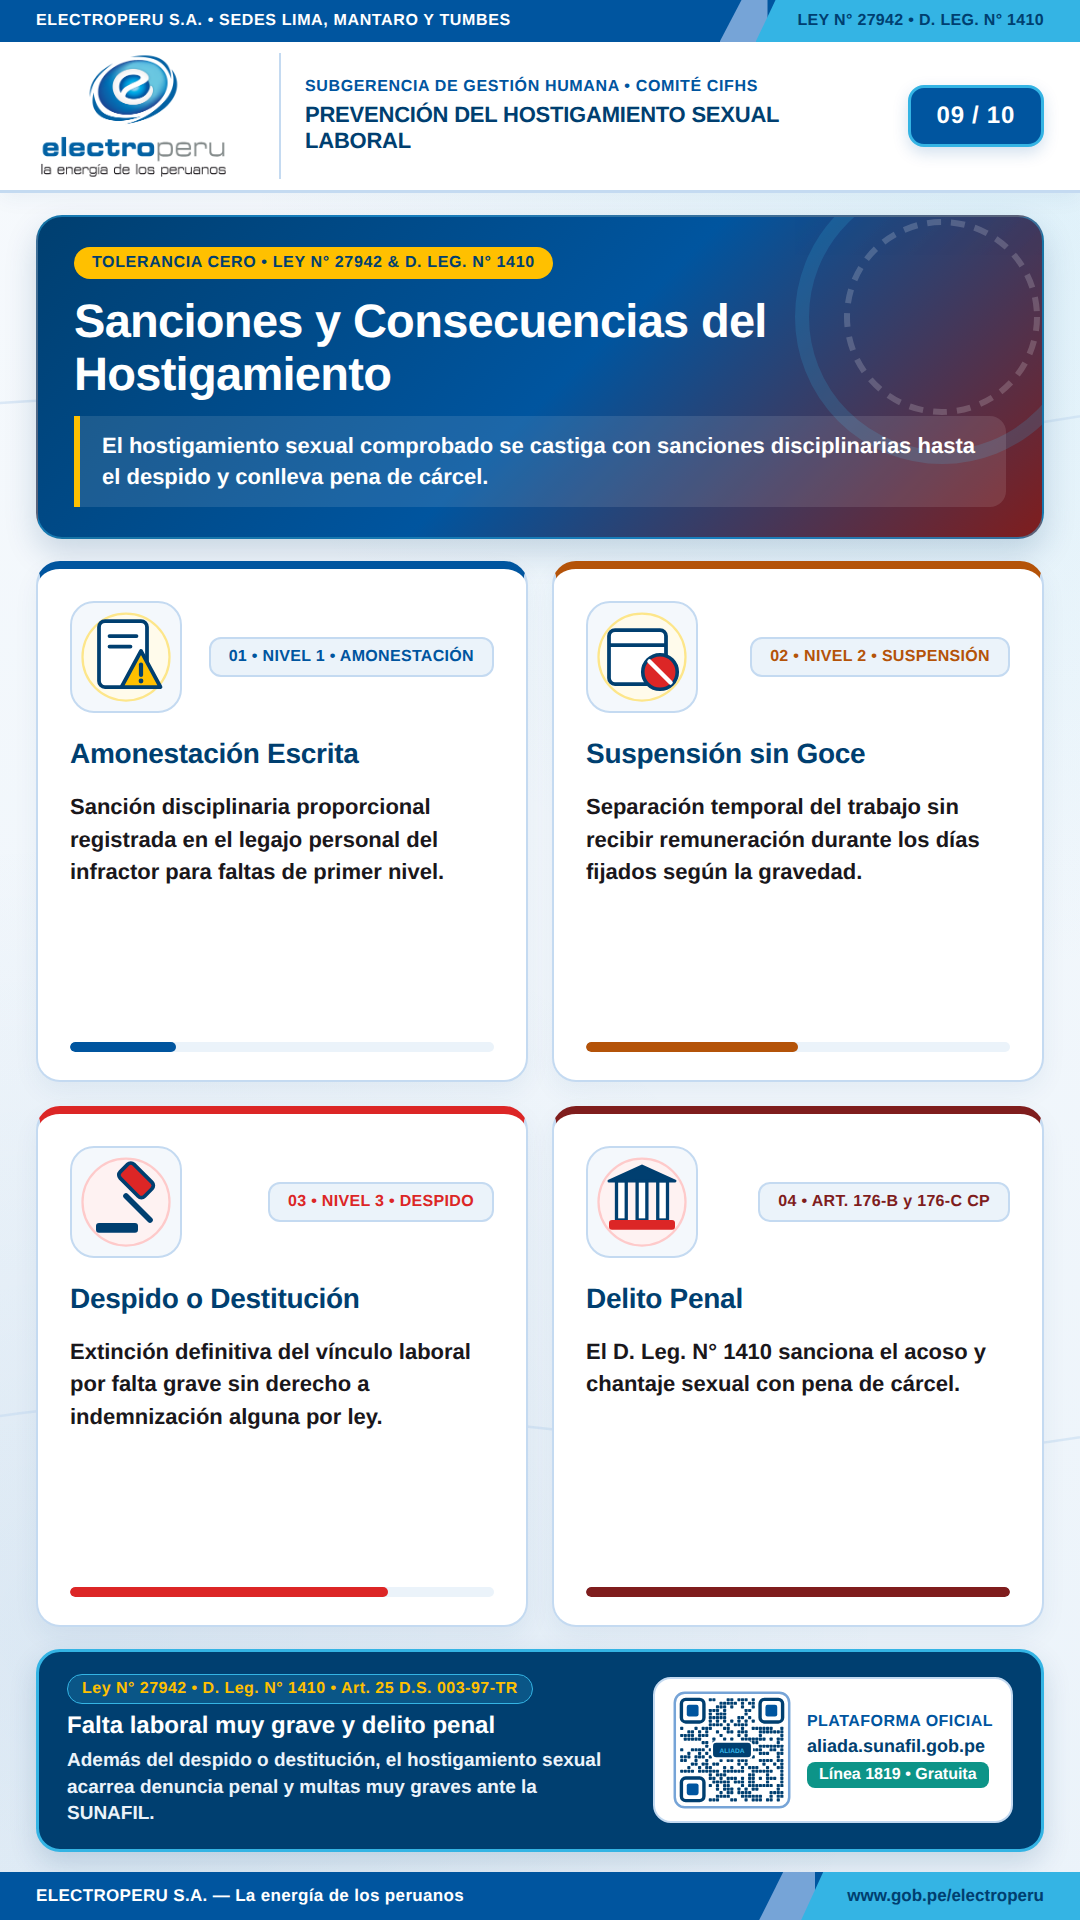 ELECTROPERU S.A. • SEDES LIMA, MANTARO Y TUMBES
LEY N° 27942 • D. LEG. N° 1410
electroperu
la energía de los peruanos
SUBGERENCIA DE GESTIÓN HUMANA • COMITÉ CIFHS
PREVENCIÓN DEL HOSTIGAMIENTO SEXUAL
LABORAL
09 / 10
TOLERANCIA CERO • LEY N° 27942 & D. LEG. N° 1410
Sanciones y Consecuencias del
Hostigamiento
El hostigamiento sexual comprobado se castiga con sanciones disciplinarias hasta
el despido y conlleva pena de cárcel.
01 • NIVEL 1 • AMONESTACIÓN
Amonestación Escrita
Sanción disciplinaria proporcional
registrada en el legajo personal del
infractor para faltas de primer nivel.
02 • NIVEL 2 • SUSPENSIÓN
Suspensión sin Goce
Separación temporal del trabajo sin
recibir remuneración durante los días
fijados según la gravedad.
03 • NIVEL 3 • DESPIDO
Despido o Destitución
Extinción definitiva del vínculo laboral
por falta grave sin derecho a
indemnización alguna por ley.
04 • ART. 176-B y 176-C CP
Delito Penal
El D. Leg. N° 1410 sanciona el acoso y
chantaje sexual con pena de cárcel.
Ley N° 27942 • D. Leg. N° 1410 • Art. 25 D.S. 003-97-TR
Falta laboral muy grave y delito penal
Además del despido o destitución, el hostigamiento sexual
acarrea denuncia penal y multas muy graves ante la
SUNAFIL.
ALIADA
PLATAFORMA OFICIAL
aliada.sunafil.gob.pe
Línea 1819 • Gratuita
ELECTROPERU S.A. — La energía de los peruanos
www.gob.pe/electroperu